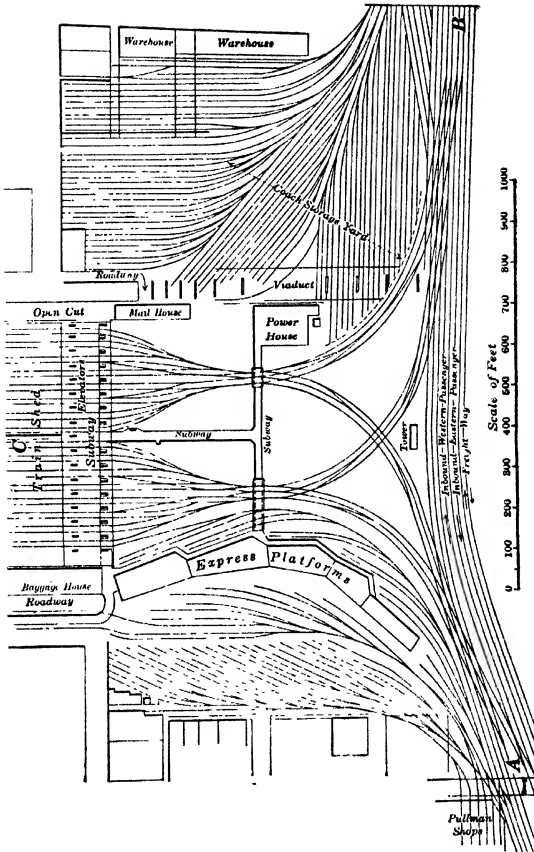 Warehouse
Warehouse
B
Coach Storage Yard
Roadway
Viaduct
Open Cut
Mail House
Power
House
Train Shed
C
Elevators
Subway
Subway
Subway
Tower
Inbound-Western-Passenger
Inbound-Eastern-Passenger
Freight-Way
Scale of Feet
0 100 200 300 400 500 600 700 800 900 1000
Express Platforms
Baggage House
Roadway
A
Pullman
Shops